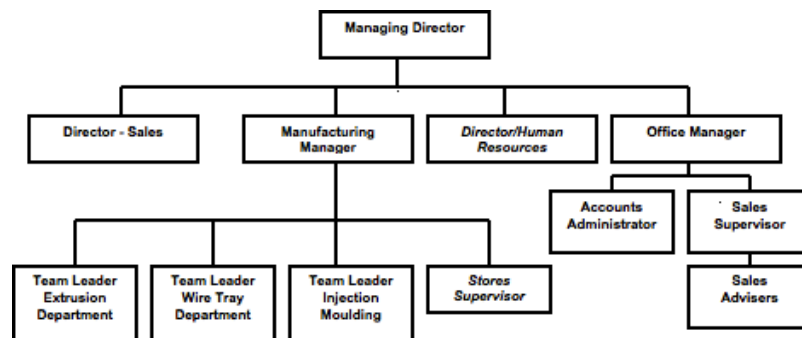 Managing Director
Director - Sales
Manufacturing
Manager
Director/Human
Resources
Office Manager
Accounts
Administrator
Sales
Supervisor
Team Leader
Extrusion
Department
Team Leader
Wire Tray
Department
Team Leader
Injection
Moulding
Stores
Supervisor
Sales
Advisers